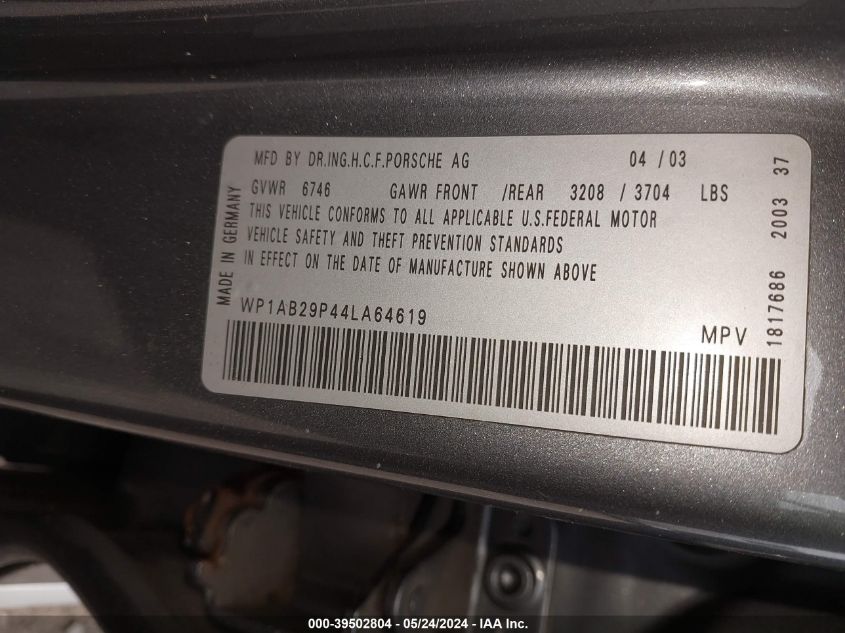 MFD BY DR.ING.H.C.F.PORSCHE AG 04 / 03
GVWR 6746 GAWR FRONT /REAR 3208 / 3704 LBS
THIS VEHICLE CONFORMS TO ALL APPLICABLE U.S.FEDERAL MOTOR
VEHICLE SAFETY AND THEFT PREVENTION STANDARDS
IN EFFECT ON THE DATE OF MANUFACTURE SHOWN ABOVE
WP1AB29P44LA64619
MPV
MADE IN GERMANY
1817686 2003 37
000-39502804 - 05/24/2024 - IAA Inc.